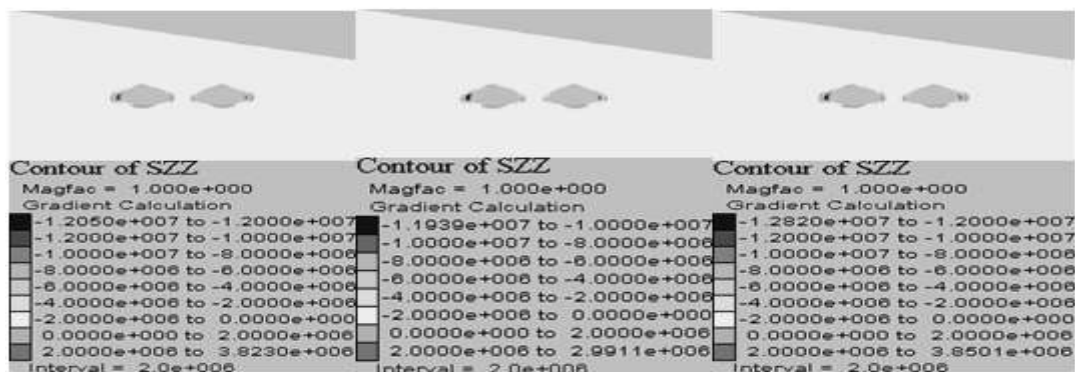 Contour of SZZ
Magfac = 1.000e+000
Gradient Calculation
-1.2050e+007 to -1.2000e+007
-1.2000e+007 to -1.0000e+007
-1.0000e+007 to -8.0000e+006
-8.0000e+006 to -6.0000e+006
-6.0000e+006 to -4.0000e+006
-4.0000e+006 to -2.0000e+006
-2.0000e+006 to 0.0000e+000
0.0000e+000 to 2.0000e+006
2.0000e+006 to 3.8230e+006
Interval = 2.0e+006
Contour of SZZ
Magfac = 1.000e+000
Gradient Calculation
-1.1939e+007 to -1.0000e+007
-1.0000e+007 to -8.0000e+006
-8.0000e+006 to -6.0000e+006
-6.0000e+006 to -4.0000e+006
-4.0000e+006 to -2.0000e+006
-2.0000e+006 to 0.0000e+000
0.0000e+000 to 2.0000e+006
2.0000e+006 to 2.9911e+006
Interval = 2.0e+006
Contour of SZZ
Magfac = 1.000e+000
Gradient Calculation
-1.2820e+007 to -1.2000e+007
-1.2000e+007 to -1.0000e+007
-1.0000e+007 to -8.0000e+006
-8.0000e+006 to -6.0000e+006
-6.0000e+006 to -4.0000e+006
-4.0000e+006 to -2.0000e+006
-2.0000e+006 to 0.0000e+000
0.0000e+000 to 2.0000e+006
2.0000e+006 to 3.8501e+006
Interval = 2.0e+006